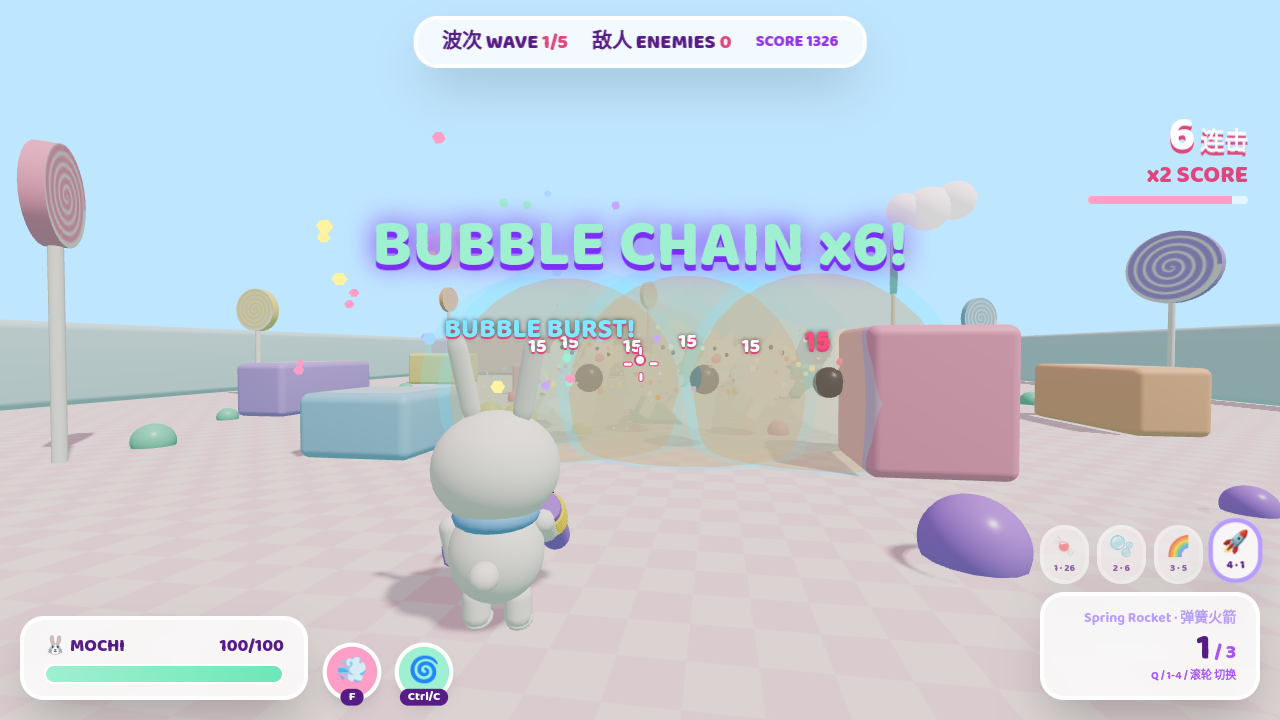 波次 WAVE 1/5 敌人 ENEMIES 0 SCORE 1326
6 连击
x2 SCORE
BUBBLE CHAIN x6!
BUBBLE BURST!
15 15 15 15 15 15
1 · 26 2 · 6 3 · 5 4 · 1
Spring Rocket · 弹簧火箭
1 / 3
Q / 1-4 / 滚轮 切换
MOCHI 100/100
F Ctrl/C